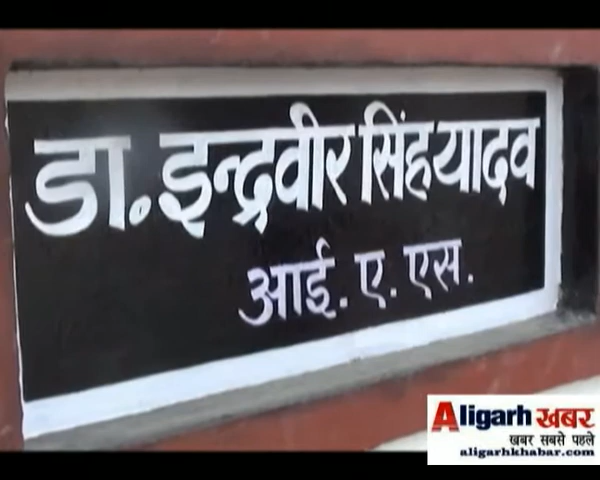 डा. इन्द्रवीर सिंह यादव
आई. ए. एस.
Aligarh खबर
खबर सबसे पहले
aligarhkhabar.com